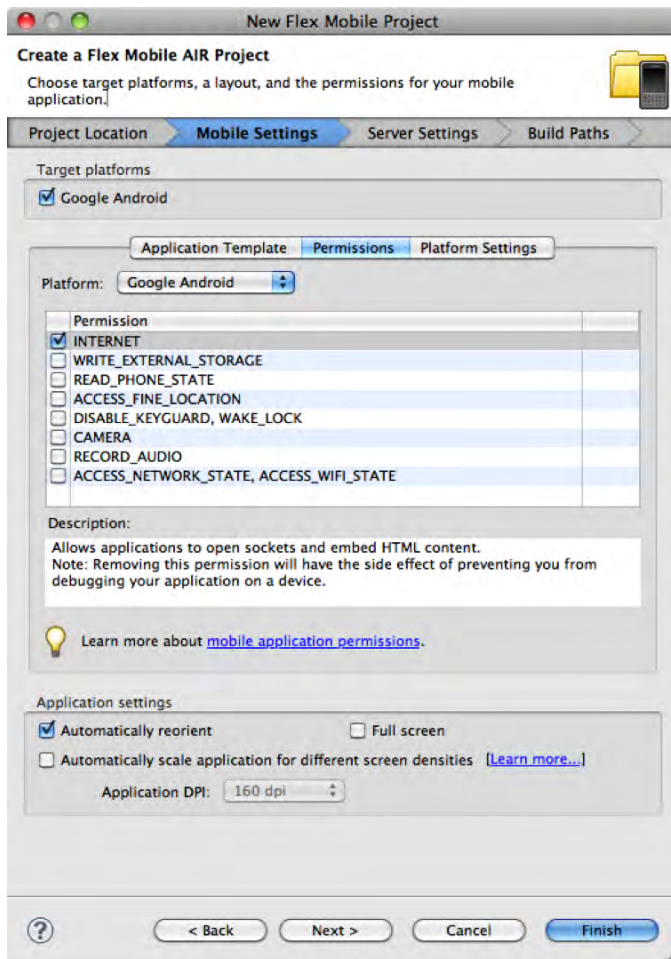 New Flex Mobile Project
Create a Flex Mobile AIR Project
Choose target platforms, a layout, and the permissions for your mobile
application.
Project Location Mobile Settings Server Settings Build Paths
Target platforms
Google Android
Application Template Permissions Platform Settings
Platform: Google Android
Permission
INTERNET
WRITE_EXTERNAL_STORAGE
READ_PHONE_STATE
ACCESS_FINE_LOCATION
DISABLE_KEYGUARD, WAKE_LOCK
CAMERA
RECORD_AUDIO
ACCESS_NETWORK_STATE, ACCESS_WIFI_STATE
Description:
Allows applications to open sockets and embed HTML content.
Note: Removing this permission will have the side effect of preventing you from
debugging your application on a device.
Learn more about mobile application permissions.
Application settings
Automatically reorient Full screen
Automatically scale application for different screen densities [Learn more...]
Application DPI: 160 dpi
? < Back Next > Cancel Finish